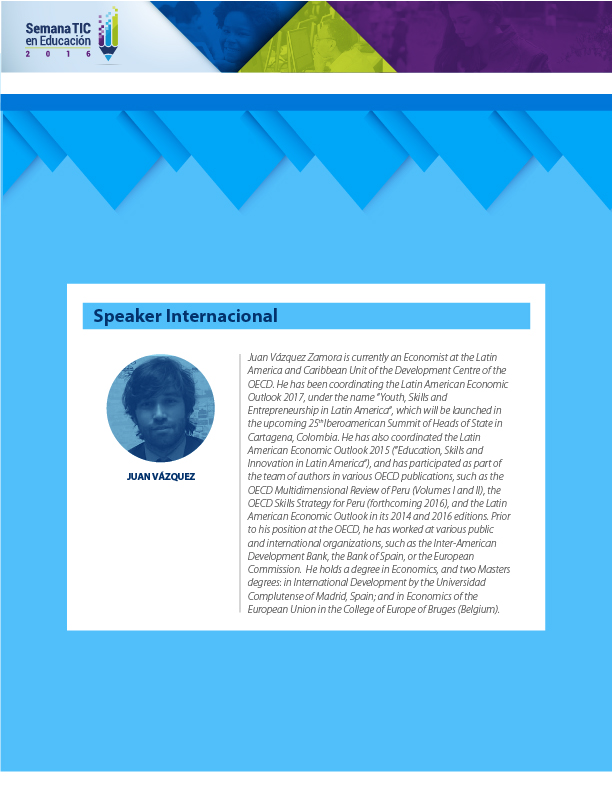 Semana TIC
en Educación
2 0 1 6
Speaker Internacional
Juan Vázquez Zamora is currently an Economist at the Latin
America and Caribbean Unit of the Development Centre of the
OECD. He has been coordinating the Latin American Economic
Outlook 2017, under the name "Youth, Skills and
Entrepreneurship in Latin America", which will be launched in
the upcoming 25th Iberoamerican Summit of Heads of State in
Cartagena, Colombia. He has also coordinated the Latin
American Economic Outlook 2015 ("Education, Skills and
Innovation in Latin America"), and has participated as part of
the team of authors in various OECD publications, such as the
OECD Multidimensional Review of Peru (Volumes I and II), the
OECD Skills Strategy for Peru (forthcoming 2016), and the Latin
American Economic Outlook in its 2014 and 2016 editions. Prior
to his position at the OECD, he has worked at various public
and international organizations, such as the Inter-American
Development Bank, the Bank of Spain, or the European
Commission. He holds a degree in Economics, and two Masters
degrees: in International Development by the Universidad
Complutense of Madrid, Spain; and in Economics of the
European Union in the College of Europe of Bruges (Belgium).
JUAN VÁZQUEZ